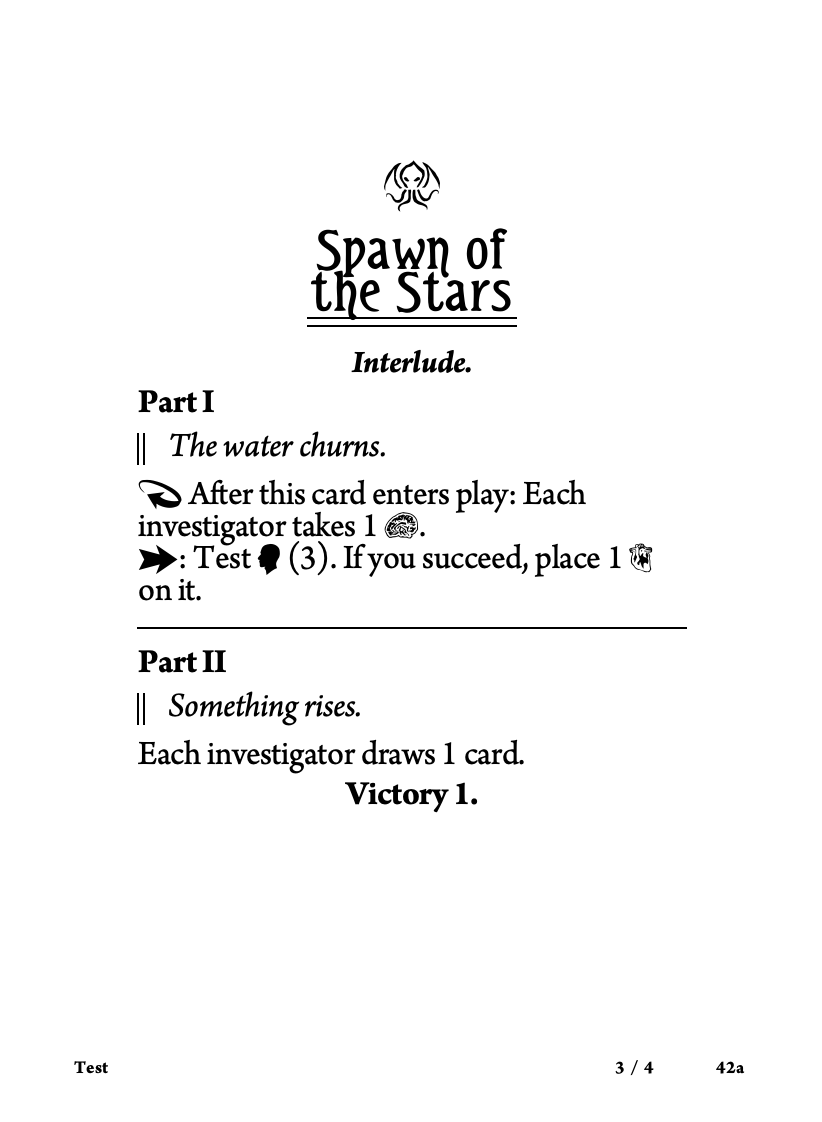 Spawn of
the Stars
Interlude.
Part I
The water churns.
After this card enters play: Each
investigator takes 1 .
: Test (3). If you succeed, place 1
on it.
Part II
Something rises.
Each investigator draws 1 card.
Victory 1.
Test 3 / 4 42a